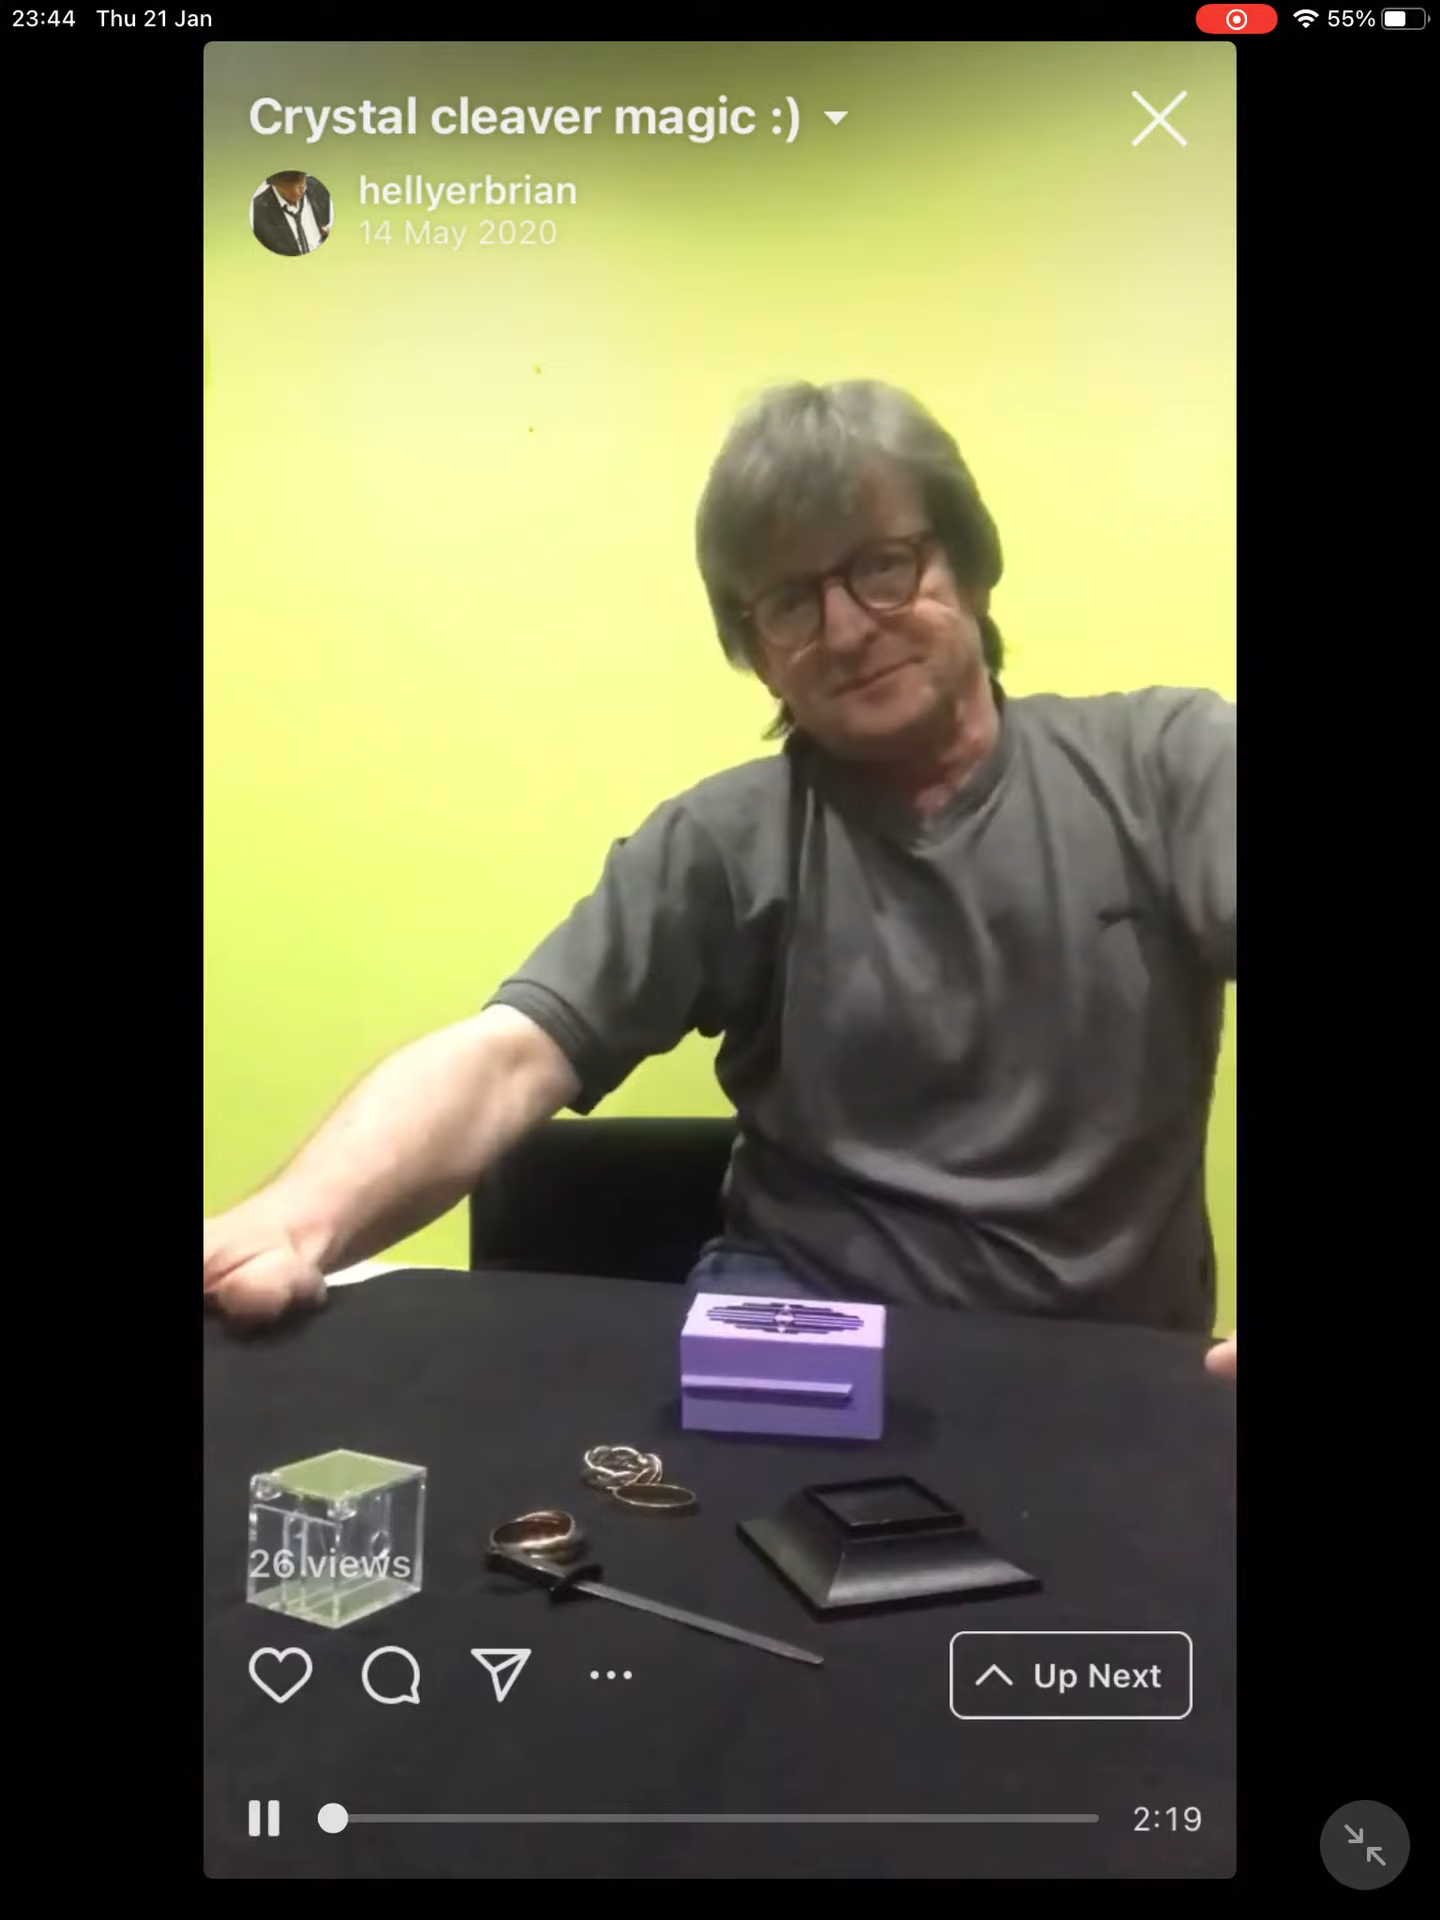 23:44 Thu 21 Jan
55%
Crystal cleaver magic :)
hellyerbrian
14 May 2020
26 views
Up Next
2:19